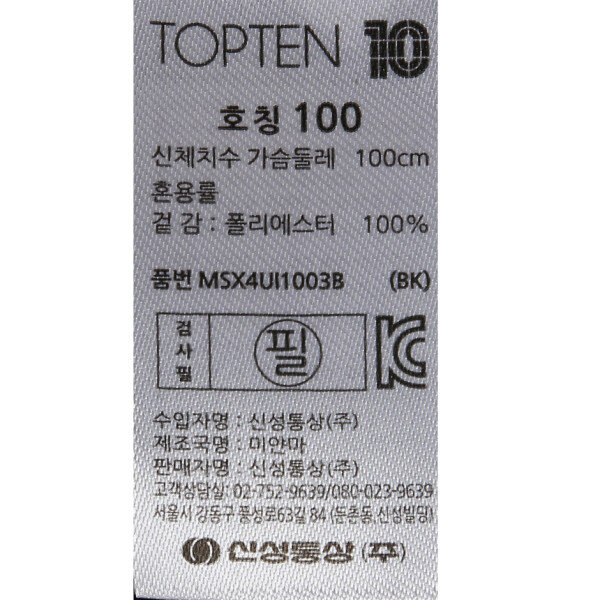 TOPTEN 10
호칭 100
신체치수 가슴둘레 100cm
혼용률
겉감 : 폴리에스터 100%
품번 MSX4UI1003B (BK)
검사필 필 KC
수입자명 : 신성통상(주)
제조국명 : 미얀마
판매자명 : 신성통상(주)
고객상담실: 02-752-9639/080-023-9639
서울시 강동구 풍성로63길 84 (둔촌동, 신성빌딩)
신성통상 (주)